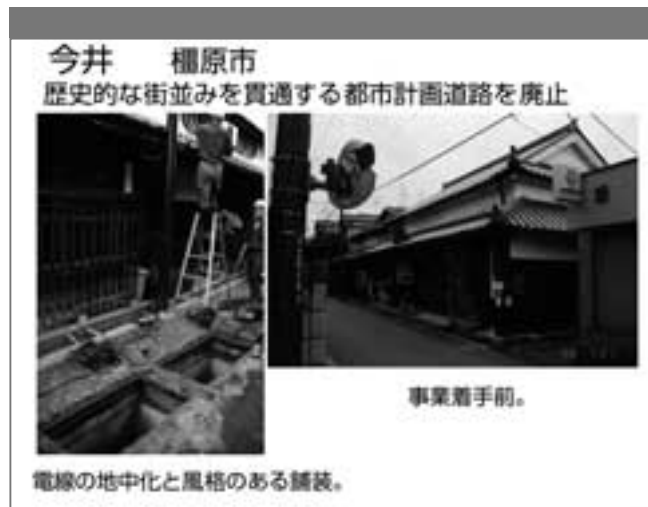 今井　橿原市
歴史的な街並みを貫通する都市計画道路を廃止
事業着手前。
電線の地中化と風格のある舗装。